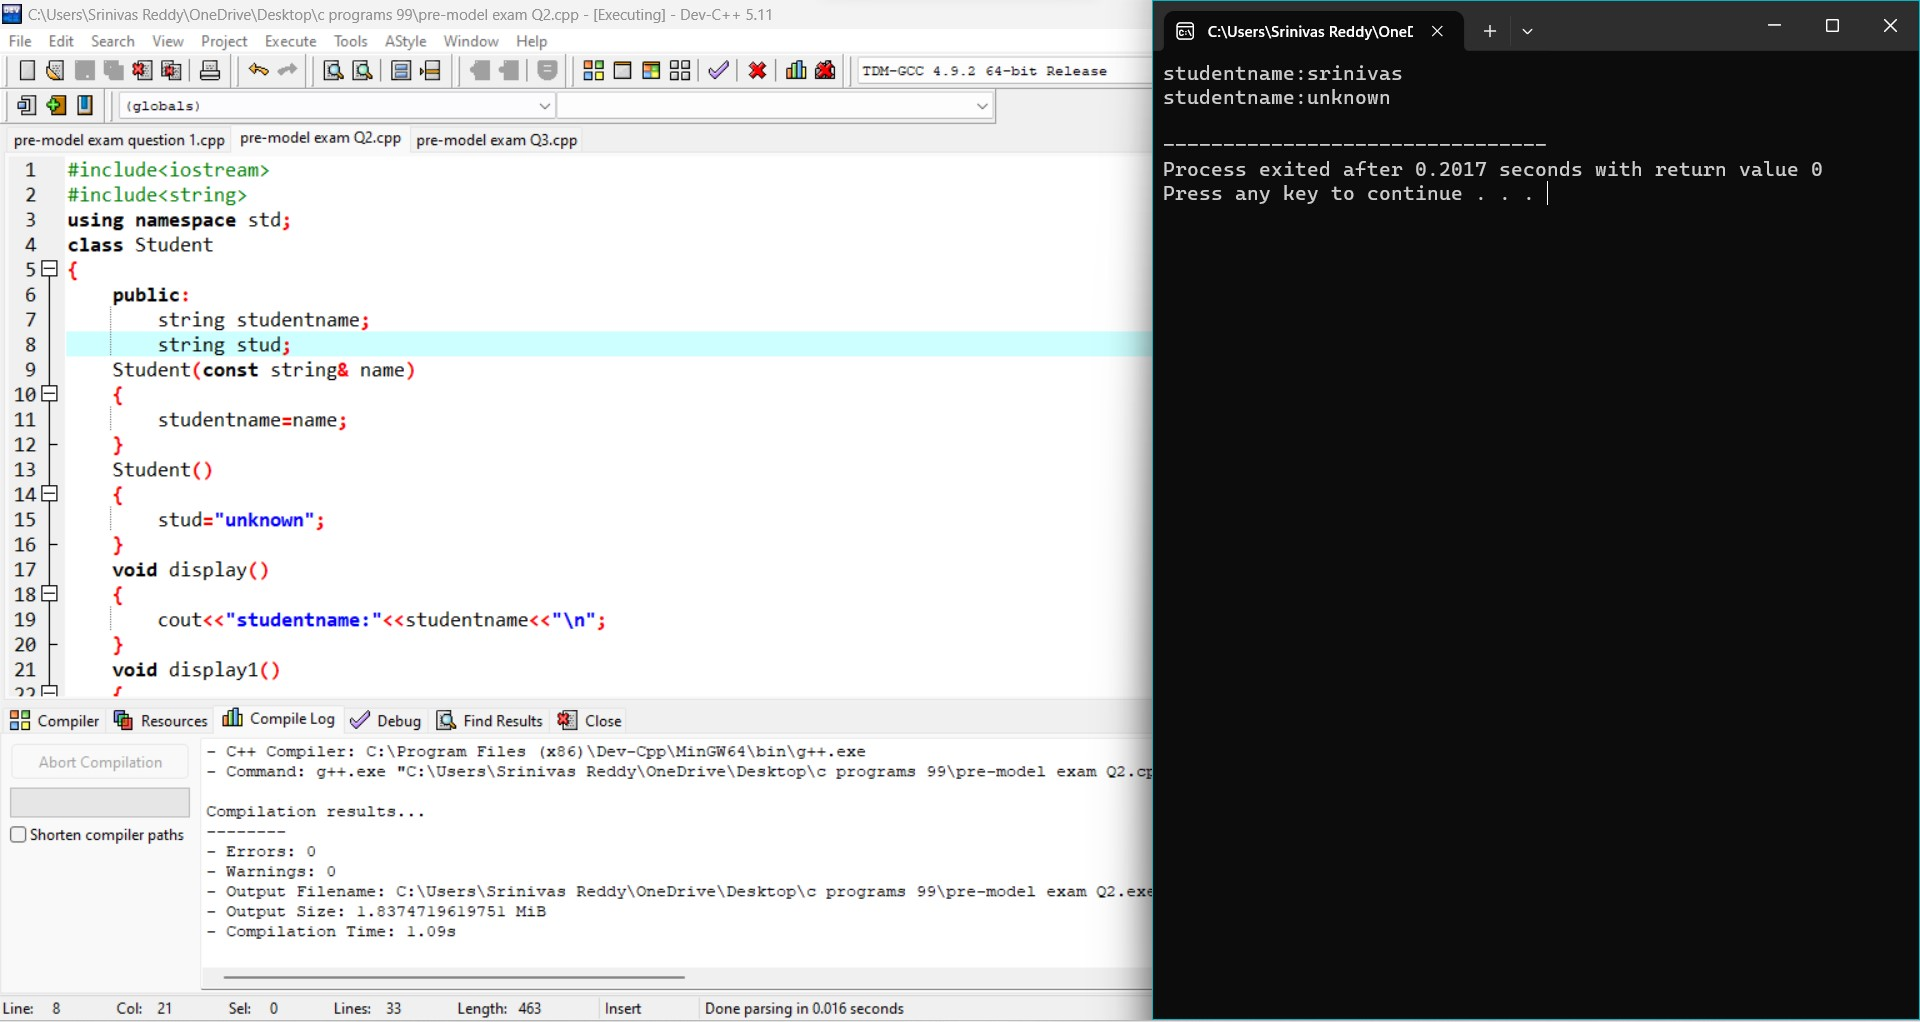 C:\Users\Srinivas Reddy\OneDrive\Desktop\c programs 99\pre-model exam Q2.cpp - [Executing] - Dev-C++ 5.11
File Edit Search View Project Execute Tools AStyle Window Help
TDM-GCC 4.9.2 64-bit Release
(globals)
pre-model exam question 1.cpp pre-model exam Q2.cpp pre-model exam Q3.cpp
1 #include<iostream>
2 #include<string>
3 using namespace std;
4 class Student
5 {
6 public:
7 string studentname;
8 string stud;
9 Student(const string& name)
10 {
11 studentname=name;
12 }
13 Student()
14 {
15 stud="unknown";
16 }
17 void display()
18 {
19 cout<<"studentname:"<<studentname<<"\n";
20 }
21 void display1()
22 {
Compiler Resources Compile Log Debug Find Results Close
Abort Compilation
Shorten compiler paths
- C++ Compiler: C:\Program Files (x86)\Dev-Cpp\MinGW64\bin\g++.exe
- Command: g++.exe "C:\Users\Srinivas Reddy\OneDrive\Desktop\c programs 99\pre-model exam Q2.cp
Compilation results...
--------
- Errors: 0
- Warnings: 0
- Output Filename: C:\Users\Srinivas Reddy\OneDrive\Desktop\c programs 99\pre-model exam Q2.exe
- Output Size: 1.8374719619751 MiB
- Compilation Time: 1.09s
Line: 8 Col: 21 Sel: 0 Lines: 33 Length: 463 Insert Done parsing in 0.016 seconds
C:\Users\Srinivas Reddy\OneD
studentname:srinivas
studentname:unknown
--------------------------------
Process exited after 0.2017 seconds with return value 0
Press any key to continue . . .